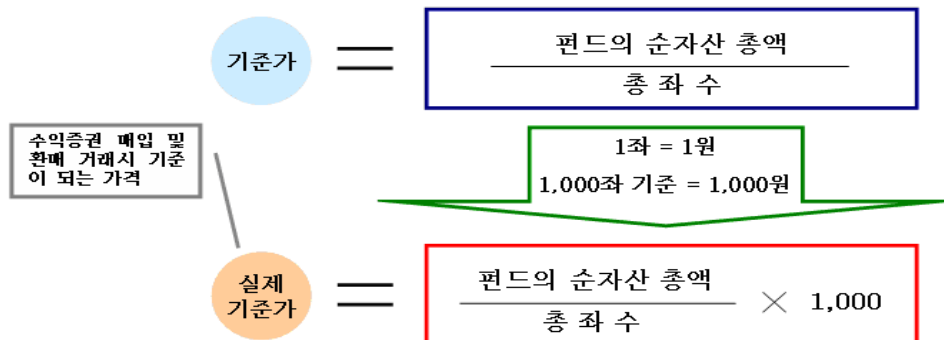 기준가
펀드의 순자산 총액
총 좌 수
수익증권 매입 및
환매 거래시 기준
이 되는 가격
1좌 = 1원
1,000좌 기준 = 1,000원
실제
기준가
펀드의 순자산 총액
총 좌 수
× 1,000